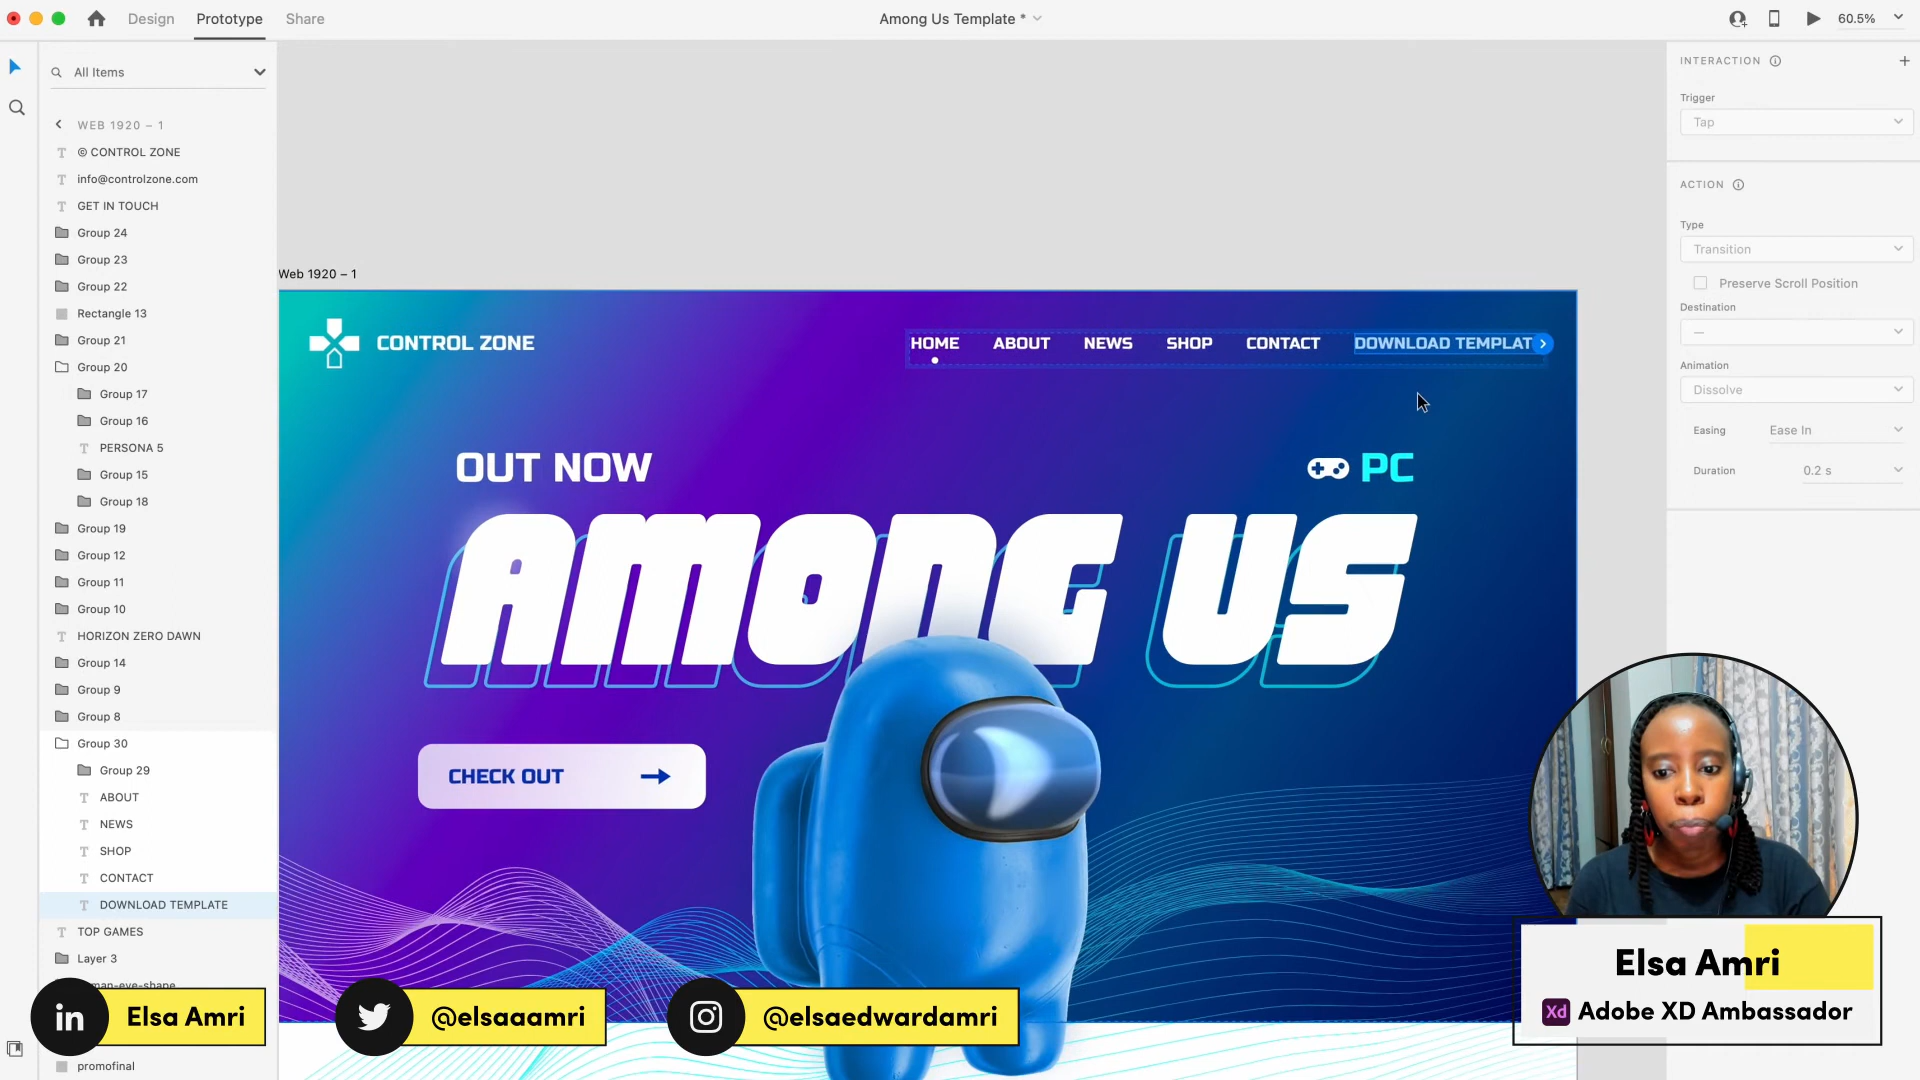 Design
Prototype
Share
Among Us Template *
60.5%
All Items
WEB 1920 – 1
© CONTROL ZONE
info@controlzone.com
GET IN TOUCH
Group 24
Group 23
Group 22
Rectangle 13
Group 21
Group 20
Group 17
Group 16
PERSONA 5
Group 15
Group 18
Group 19
Group 12
Group 11
Group 10
HORIZON ZERO DAWN
Group 14
Group 9
Group 8
Group 30
Group 29
ABOUT
NEWS
SHOP
CONTACT
DOWNLOAD TEMPLATE
TOP GAMES
Layer 3
man-eye-shape
promofinal
Web 1920 – 1
CONTROL ZONE
HOME
ABOUT
NEWS
SHOP
CONTACT
DOWNLOAD TEMPLAT
OUT NOW
PC
AMONG US
CHECK OUT
INTERACTION
Trigger
Tap
ACTION
Type
Transition
Preserve Scroll Position
Destination
—
Animation
Dissolve
Easing
Ease In
Duration
0.2 s
in
Elsa Amri
@elsaaamri
@elsaedwardamri
Elsa Amri
Xd
Adobe XD Ambassador